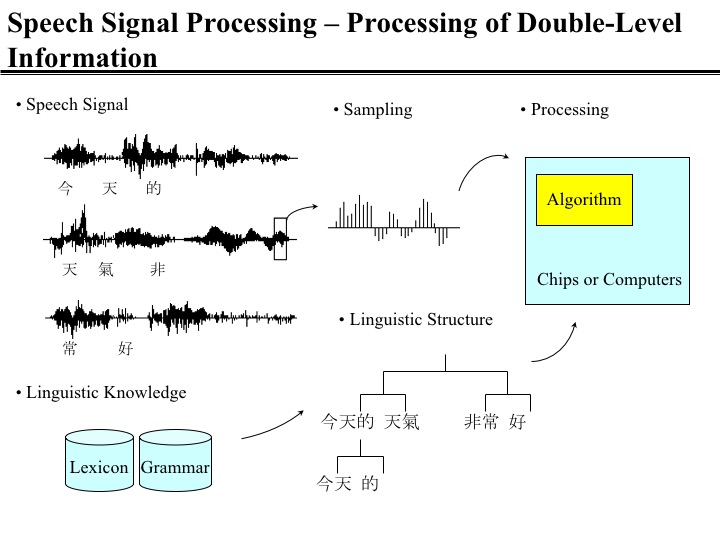 Speech Signal Processing – Processing of Double-Level
Information
• Speech Signal
• Sampling
• Processing
今 天 的
天 氣 非
常 好
Algorithm
Chips or Computers
• Linguistic Structure
• Linguistic Knowledge
Lexicon Grammar
今天的 天氣 非常 好
今天 的